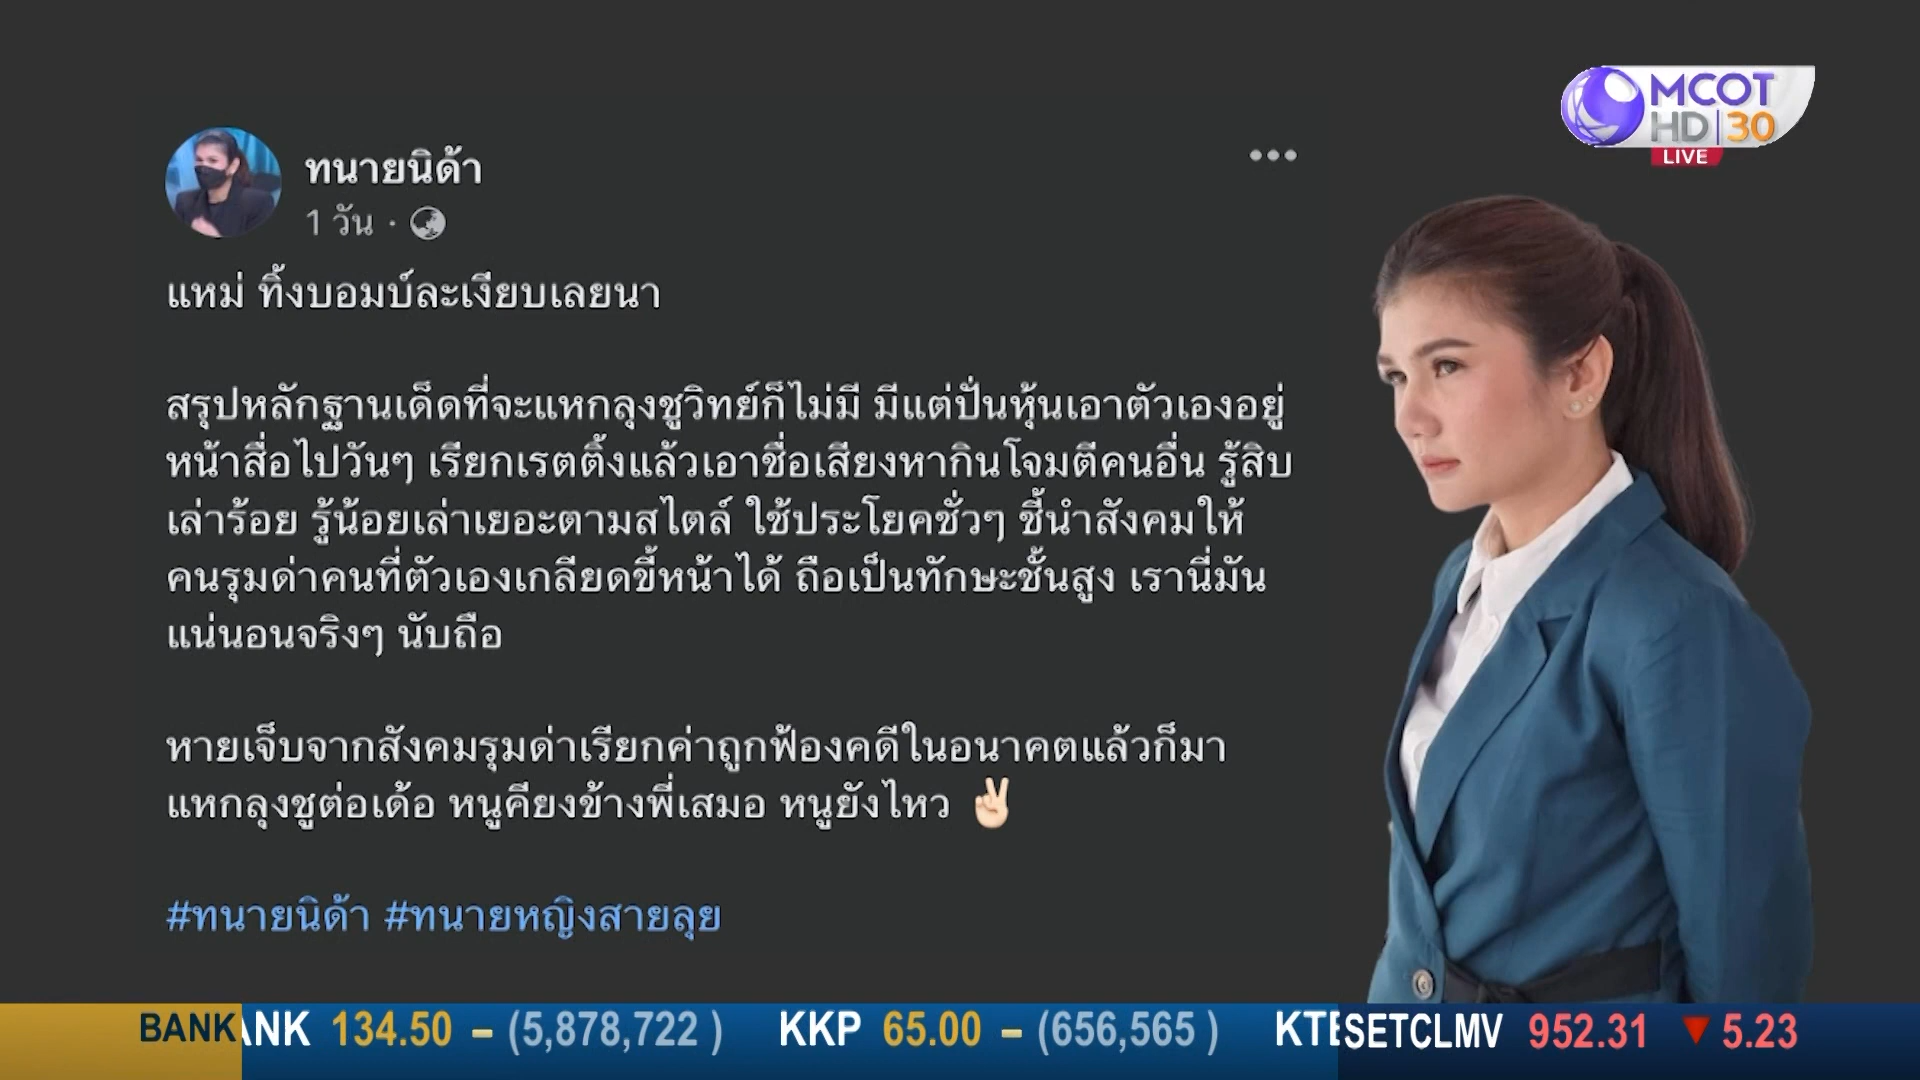 MCOT
HD 30
LIVE
ทนายนิด้า
1 วัน ·
แหม่ ทิ้งบอมบ์ละเงียบเลยนา
สรุปหลักฐานเด็ดที่จะแหกลุงชูวิทย์ก็ไม่มี มีแต่ปั่นหุ้นเอาตัวเองอยู่
หน้าสื่อไปวันๆ เรียกเรตติ้งแล้วเอาชื่อเสียงหากินโจมตีคนอื่น รู้สิบ
เล่าร้อย รู้น้อยเล่าเยอะตามสไตล์ ใช้ประโยคชั่วๆ ชี้นำสังคมให้
คนรุมด่าคนที่ตัวเองเกลียดขี้หน้าได้ ถือเป็นทักษะชั้นสูง เรานี่มัน
แน่นอนจริงๆ นับถือ
หายเจ็บจากสังคมรุมด่าเรียกค่าถูกฟ้องคดีในอนาคตแล้วก็มา
แหกลุงชูต่อเด้อ หนูคียงข้างพี่เสมอ หนูยังไหว ✌🏻
#ทนายนิด้า #ทนายหญิงสายลุย
BANK ANK 134.50 – (5,878,722 ) KKP 65.00 – (656,565 ) KTB SETCLMV 952.31 ▼ 5.23